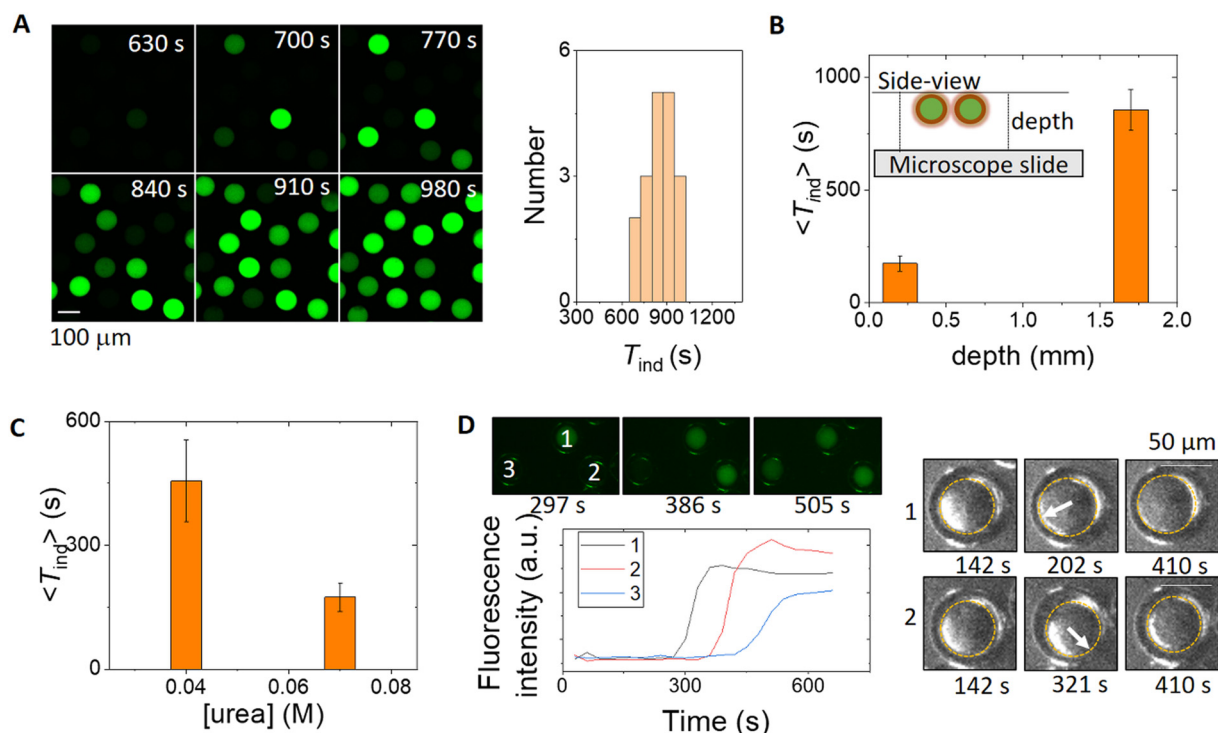 A
630 s
700 s
770 s
840 s
910 s
980 s
100 μm
Number
6
3
0
300 600 900 1200
T_ind (s)
B
<T_ind> (s)
1000
500
0
Side-view
depth
Microscope slide
0.0 0.5 1.0 1.5 2.0
depth (mm)
C
<T_ind> (s)
600
300
0
0.04 0.06 0.08
[urea] (M)
D
1
3
2
297 s
386 s
505 s
Fluorescence
intensity (a.u.)
1
2
3
0 300 600
Time (s)
50 μm
1
142 s
202 s
410 s
2
142 s
321 s
410 s